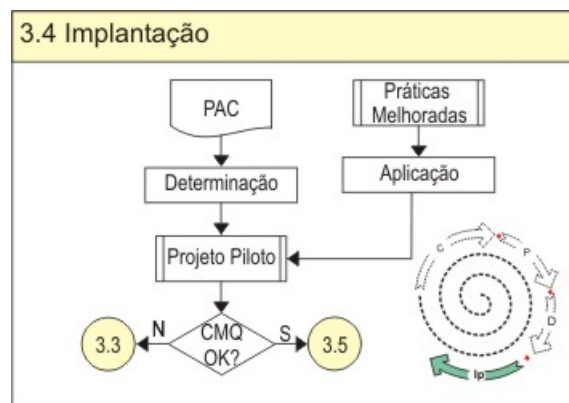 3.4 Implantação
PAC
Práticas
Melhoradas
Determinação
Aplicação
Projeto Piloto
CMQ
OK?
N
S
3.3
3.5
C
P
D
Ip